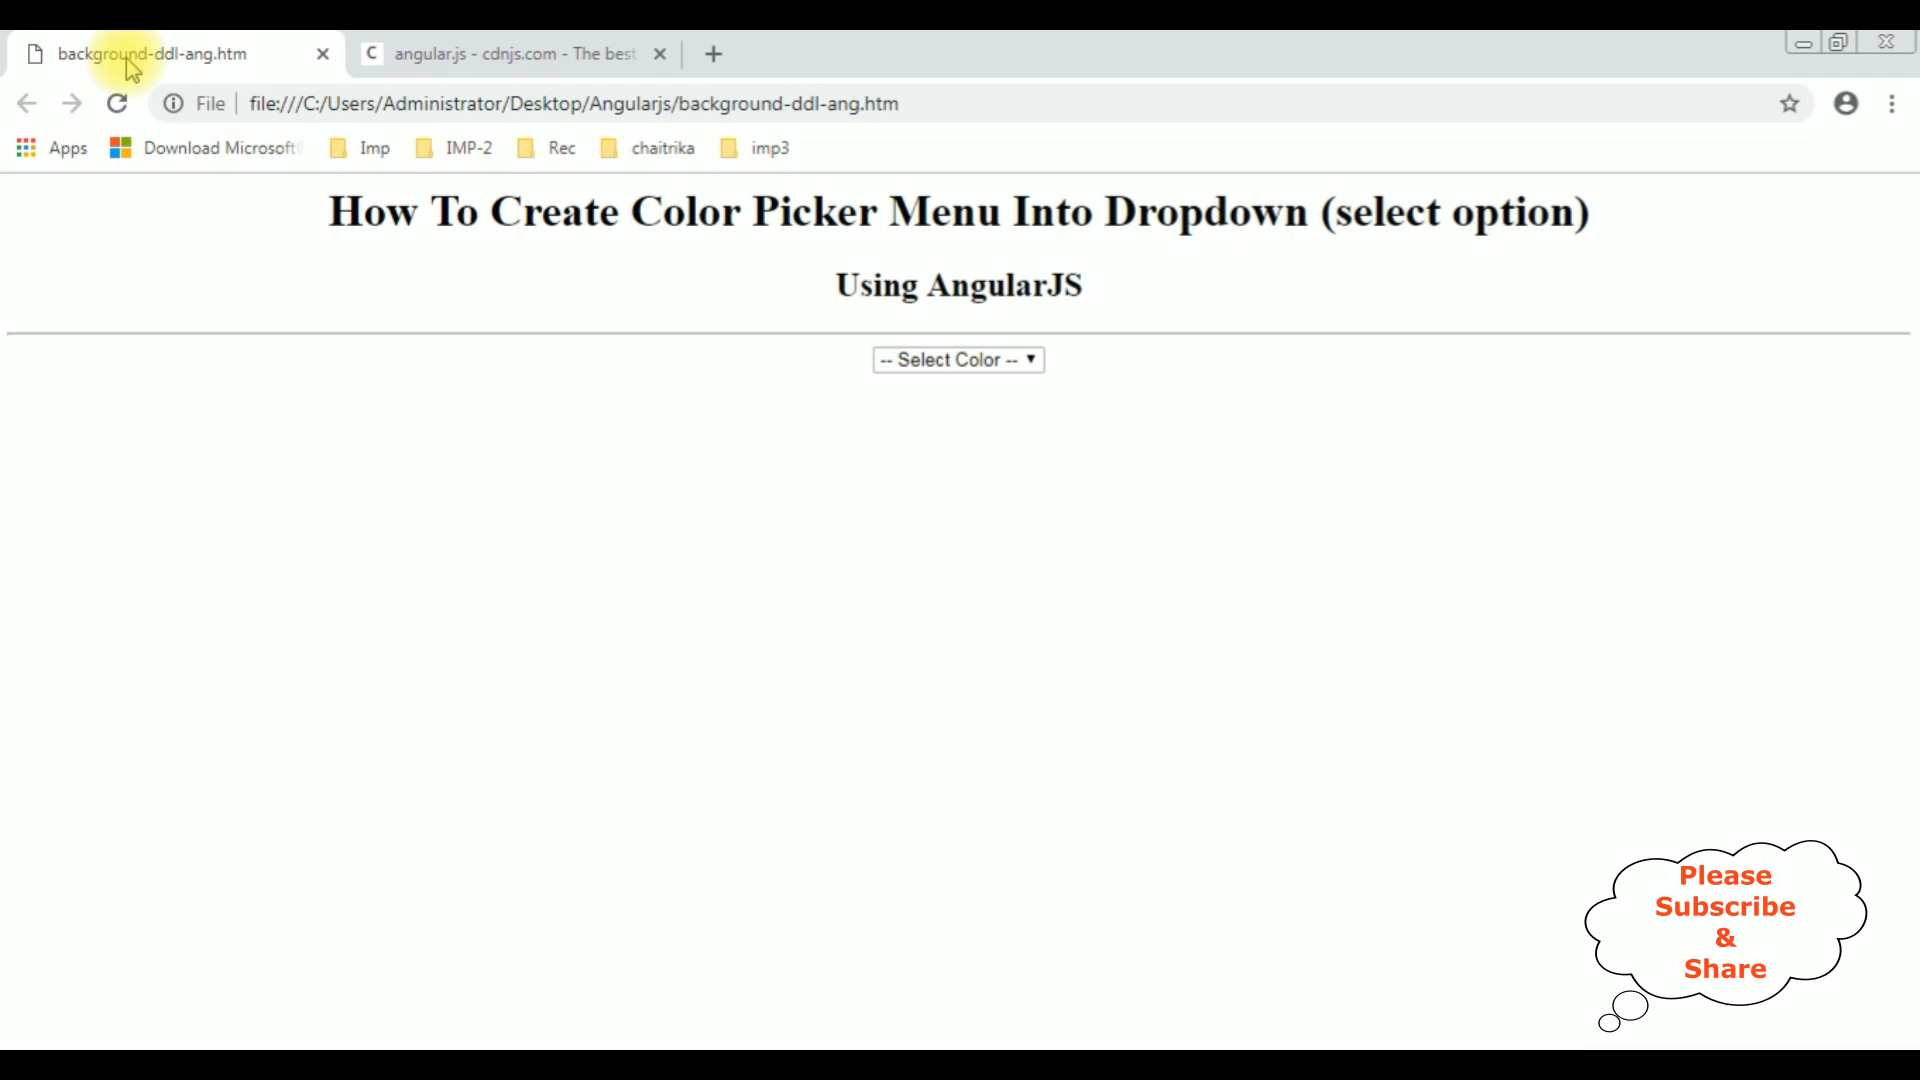 background-ddl-ang.htm
C angular.js - cdnjs.com - The best
File file:///C:/Users/Administrator/Desktop/Angularjs/background-ddl-ang.htm
Apps Download Microsoft Imp IMP-2 Rec chaitrika imp3
How To Create Color Picker Menu Into Dropdown (select option)
Using AngularJS
-- Select Color --
Please
Subscribe
&
Share